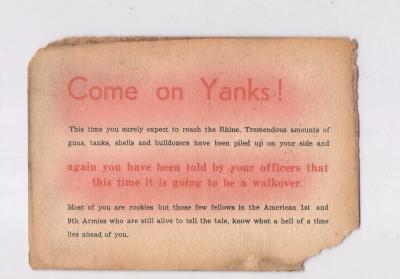 Come on Yanks!
This time you surely expect to reach the Rhine. Tremendous amounts of
guns, tanks, shells and bulldozers have been piled up on your side and
again you have been told by your officers that
this time it is going to be a walkover.
Most of you are rookies but those few fellows in the American 1st and
9th Armies who are still alive to tell the tale, know what a hell of a time
lies ahead of you.